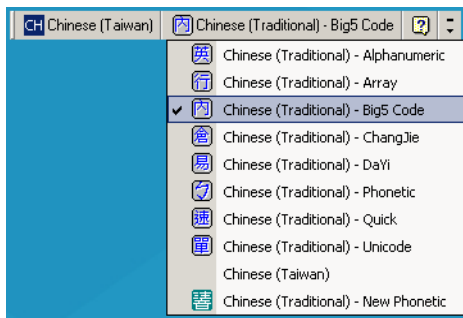 CH Chinese (Taiwan) 內 Chinese (Traditional) - Big5 Code ?
英 Chinese (Traditional) - Alphanumeric
行 Chinese (Traditional) - Array
✓ 內 Chinese (Traditional) - Big5 Code
倉 Chinese (Traditional) - ChangJie
易 Chinese (Traditional) - DaYi
ㄅ Chinese (Traditional) - Phonetic
速 Chinese (Traditional) - Quick
單 Chinese (Traditional) - Unicode
Chinese (Taiwan)
Chinese (Traditional) - New Phonetic